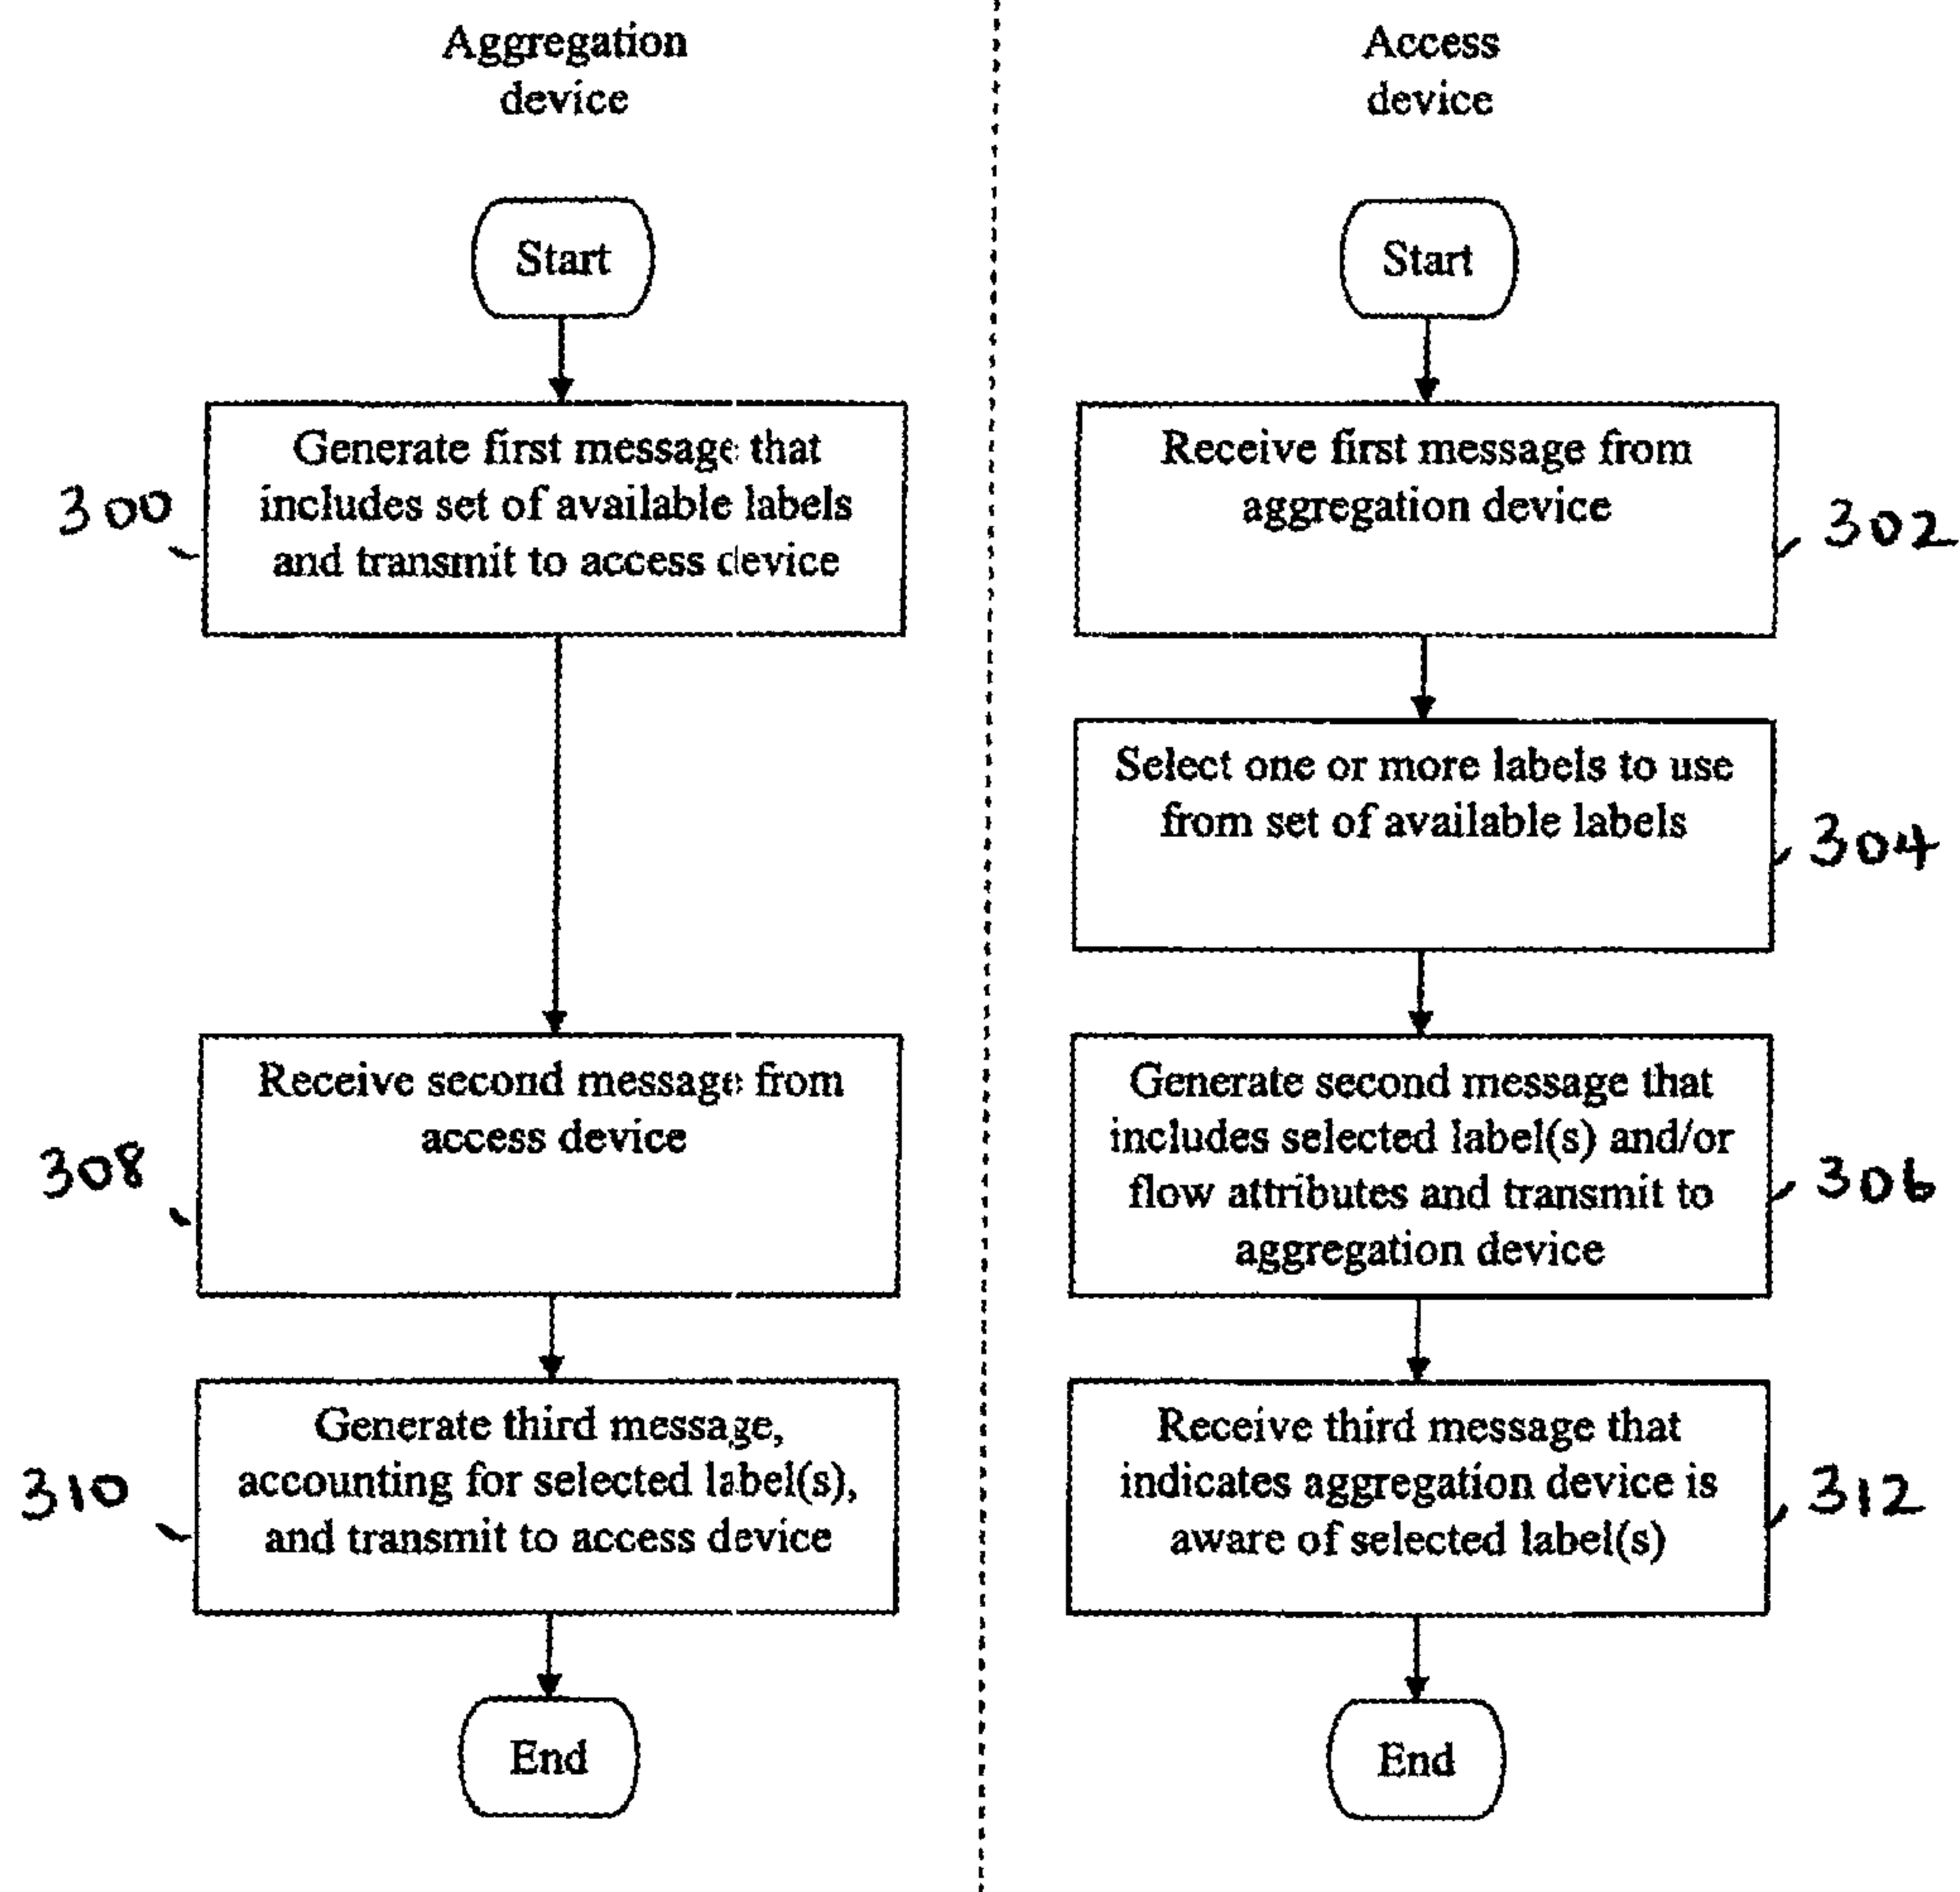 Aggregation
device
Start
300
Generate first message that
includes set of available labels
and transmit to access device
308
Receive second message from
access device
310
Generate third message,
accounting for selected label(s),
and transmit to access device
End
Access
device
Start
Receive first message from
aggregation device
302
Select one or more labels to use
from set of available labels
304
Generate second message that
includes selected label(s) and/or
flow attributes and transmit to
aggregation device
306
Receive third message that
indicates aggregation device is
aware of selected label(s)
312
End